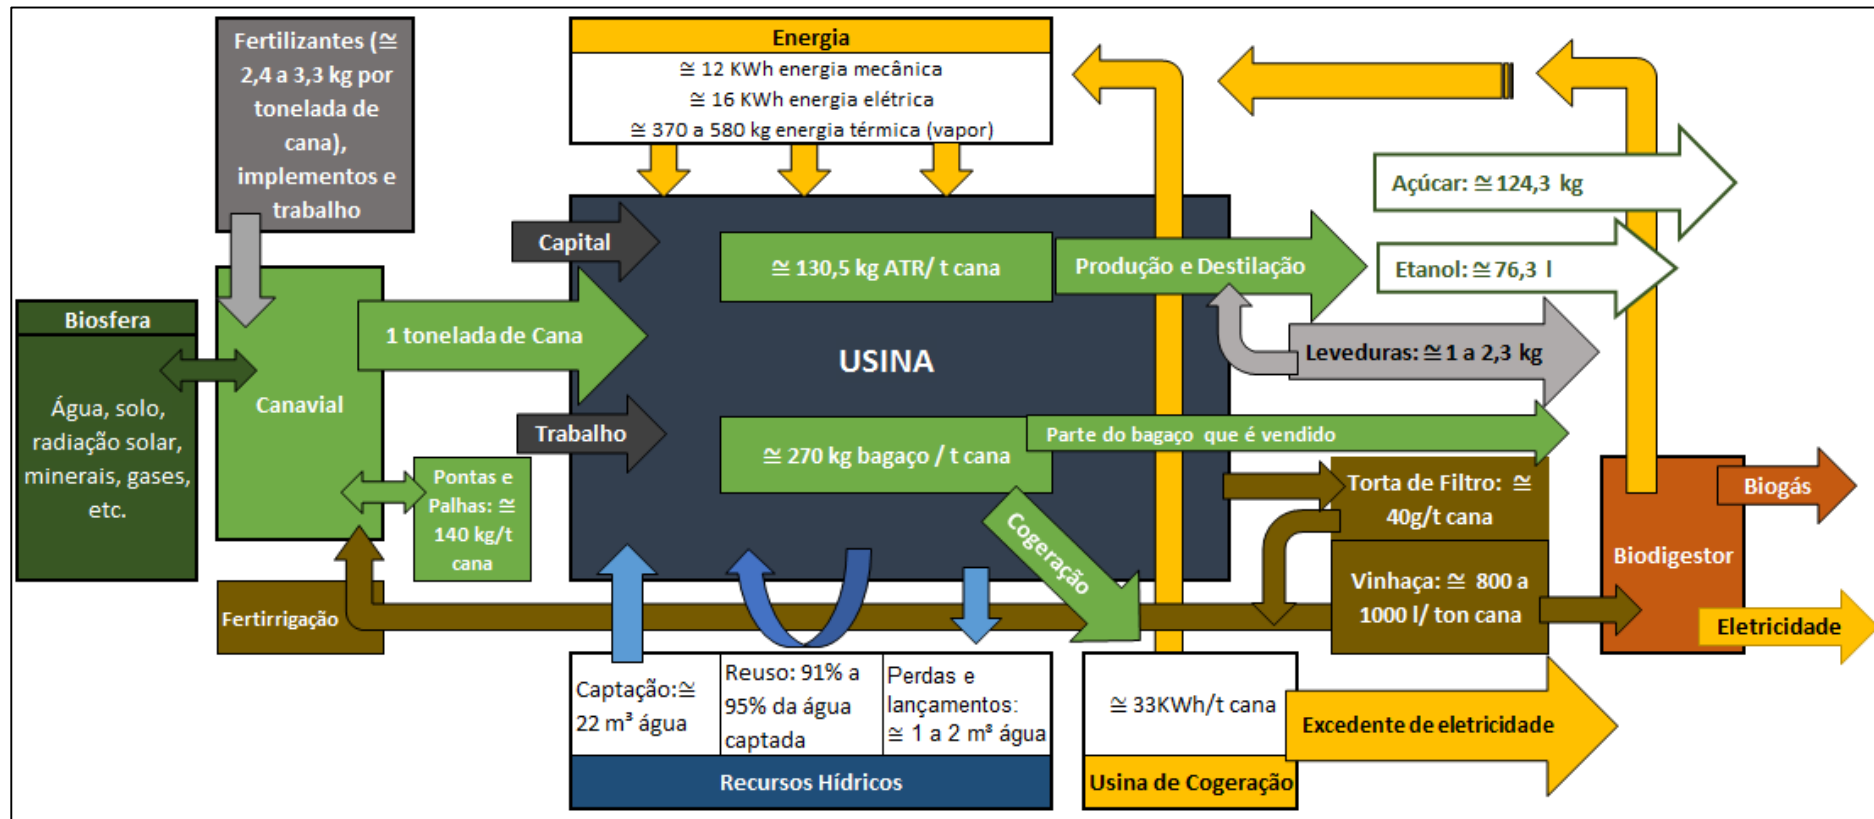 Fertilizantes (≅
2,4 a 3,3 kg por
tonelada de
cana),
implementos e
trabalho
Energia
≅ 12 KWh energia mecânica
≅ 16 KWh energia elétrica
≅ 370 a 580 kg energia térmica (vapor)
Açúcar: ≅ 124,3 kg
Capital
≅ 130,5 kg ATR/ t cana
Produção e Destilação
Etanol: ≅ 76,3 l
Biosfera
1 tonelada de Cana
Leveduras: ≅ 1 a 2,3 kg
USINA
Canavial
Água, solo,
radiação solar,
minerais, gases,
etc.
Trabalho
Parte do bagaço que é vendido
≅ 270 kg bagaço / t cana
Pontas e
Palhas: ≅
140 kg/t
cana
Torta de Filtro: ≅
40g/t cana
Biogás
Cogeração
Biodigestor
Vinhaça: ≅ 800 a
1000 l/ ton cana
Fertirrigação
Eletricidade
Captação:≅
22 m³ água
Reuso: 91% a
95% da água
captada
Perdas e
lançamentos:
≅ 1 a 2 m³ água
≅ 33KWh/t cana
Excedente de eletricidade
Recursos Hídricos
Usina de Cogeração